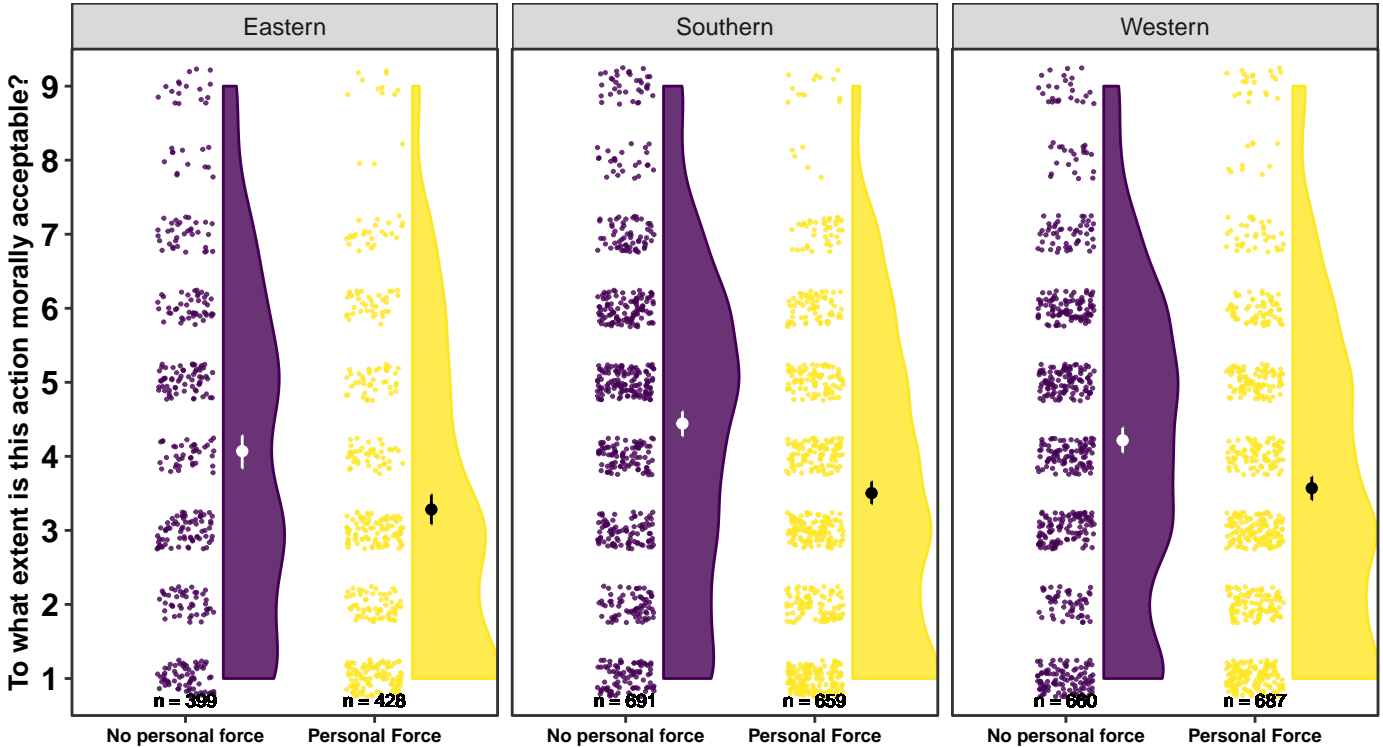 Eastern
Southern
Western
To what extent is this action morally acceptable?
9
8
7
6
5
4
3
2
1
n = 399
n = 428
n = 691
n = 659
n = 660
n = 687
No personal force
Personal Force
No personal force
Personal Force
No personal force
Personal Force